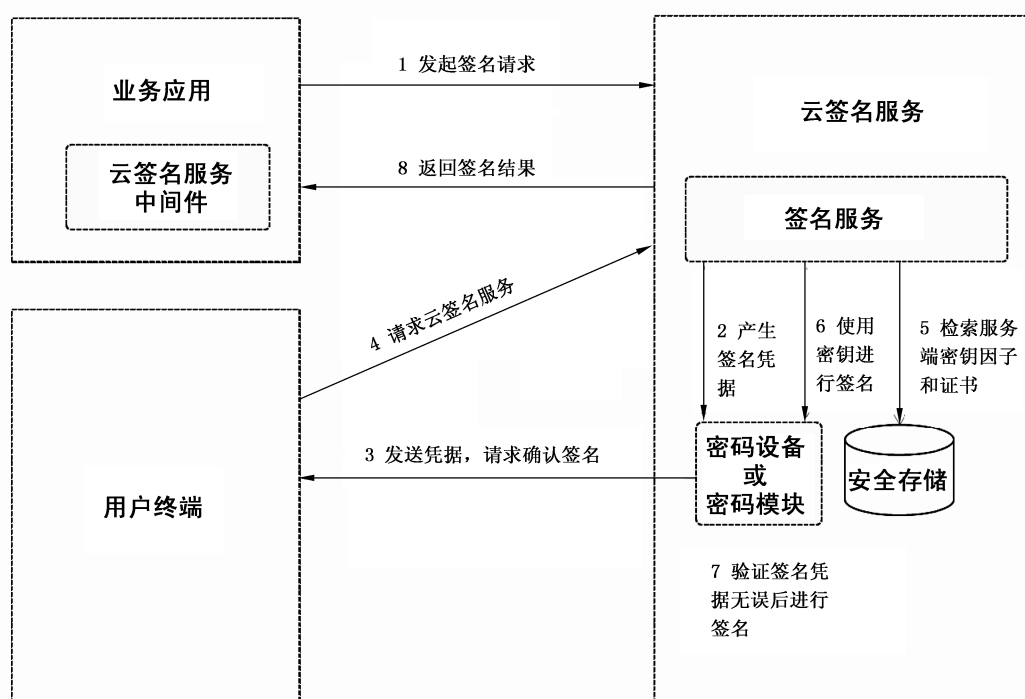 业务应用
云签名服务
中间件
1 发起签名请求
8 返回签名结果
4 请求云签名服务
3 发送凭据，请求确认签名
用户终端
云签名服务
签名服务
2 产生
签名凭
据
6 使用
密钥进
行签名
5 检索服务
端密钥因子
和证书
密码设备
或
密码模块
安全存储
7 验证签名凭
据无误后进行
签名